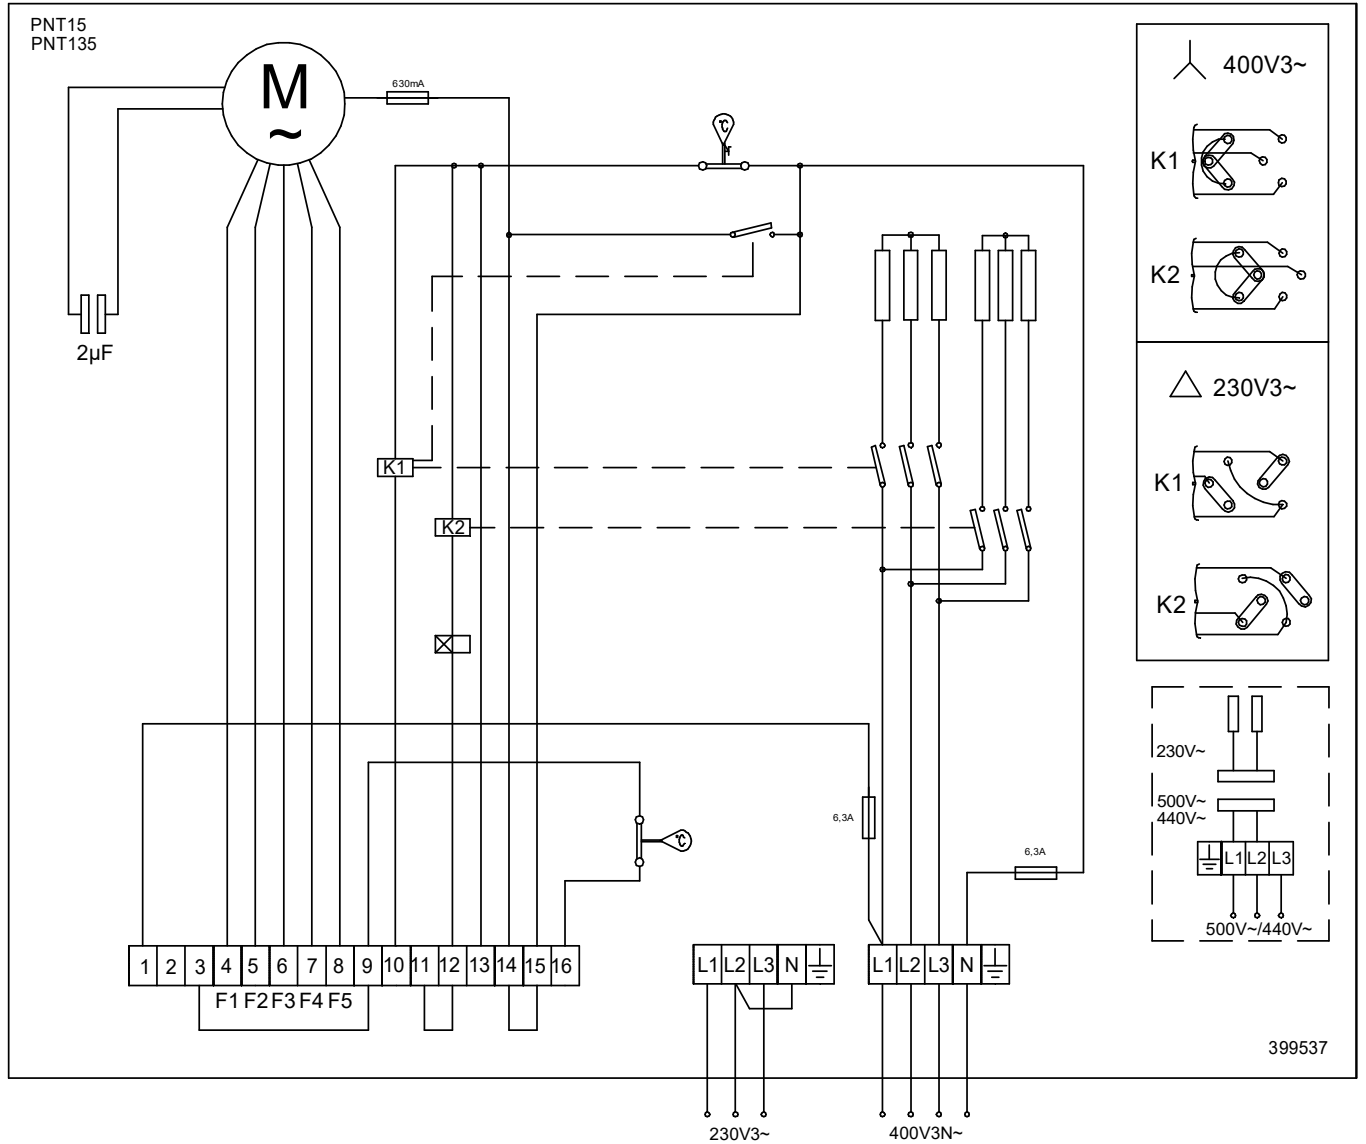 PNT15
PNT135
M
~
630mA
°C
2µF
400V3~
K1
K2
230V3~
K1
K2
K1
K2
230V~
500V~
440V~
L1 L2 L3
500V~/440V~
6,3A
°C
6,3A
1 2 3 4 5 6 7 8 9 10 11 12 13 14 15 16
F1 F2 F3 F4 F5
L1 L2 L3 N
L1 L2 L3 N
399537
230V3~
400V3N~